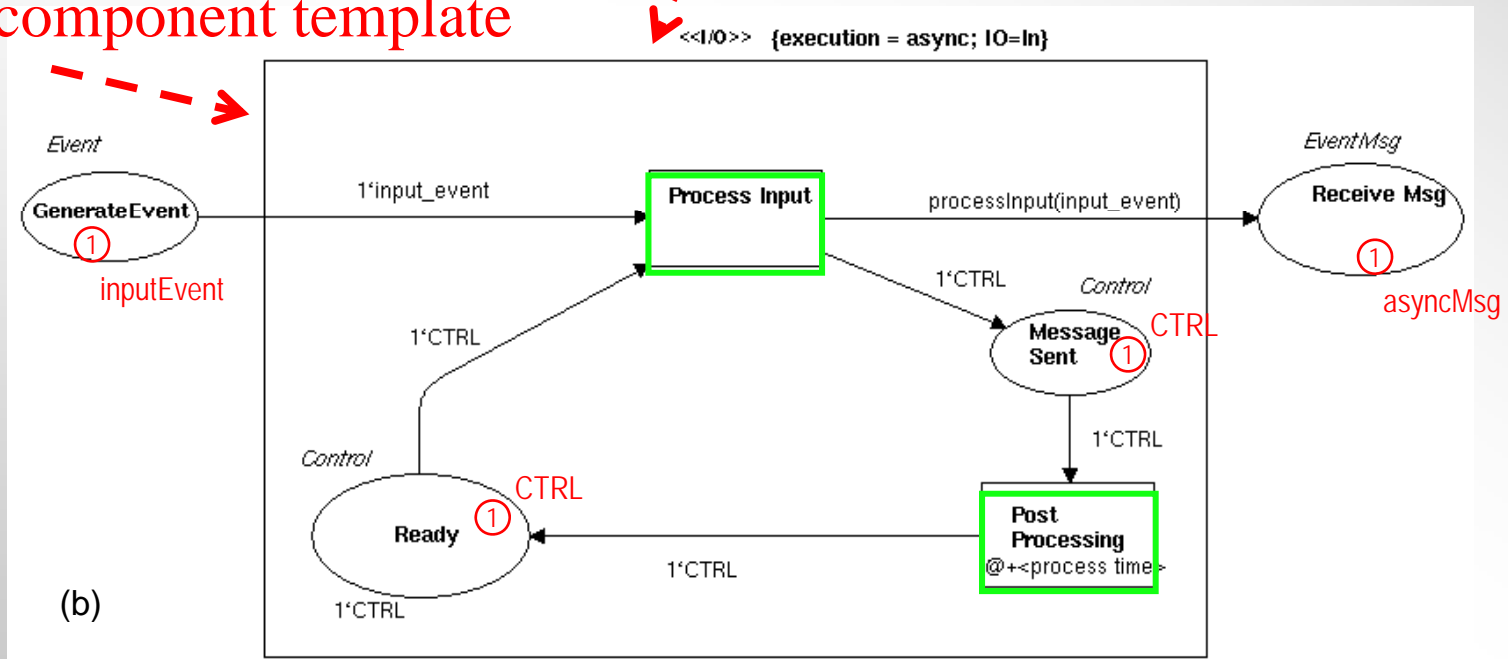 component template
<<I/O>> {execution = async; IO=In}
Event
EventMsg
GenerateEvent
1
inputEvent
1‘input_event
Process Input
processInput(input_event)
Receive Msg
1
asyncMsg
1‘CTRL
Control
Message
Sent
1
CTRL
1‘CTRL
1‘CTRL
Control
Ready
1
CTRL
1‘CTRL
1‘CTRL
Post
Processing
@+<process time>
(b)